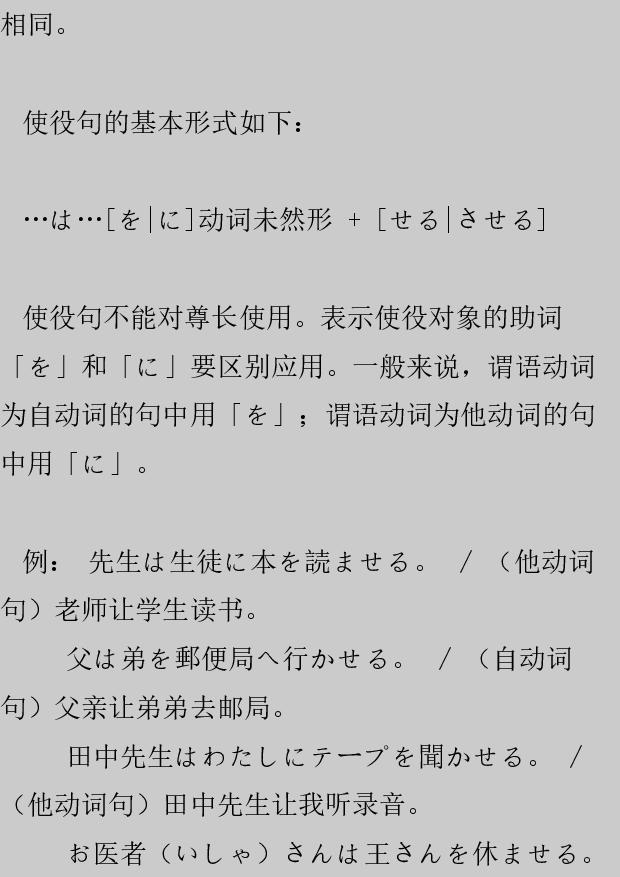 相同。
使役句的基本形式如下：
…は…[を|に]动词未然形 + [せる|させる]
使役句不能对尊长使用。表示使役对象的助词
「を」和「に」要区别应用。一般来说，谓语动词
为自动词的句中用「を」；谓语动词为他动词的句
中用「に」。
例： 先生は生徒に本を読ませる。 / （他动词
句）老师让学生读书。
父は弟を郵便局へ行かせる。 / （自动词
句）父亲让弟弟去邮局。
田中先生はわたしにテープを聞かせる。 /
（他动词句）田中先生让我听录音。
お医者（いしゃ）さんは王さんを休ませる。